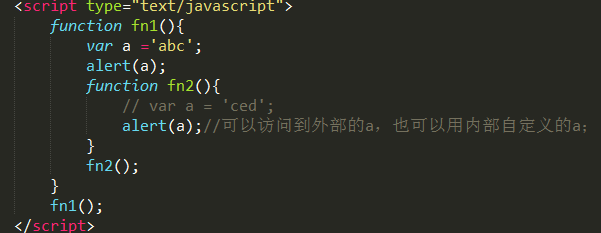 <script type="text/javascript">
function fn1(){
var a ='abc';
alert(a);
function fn2(){
// var a = 'ced';
alert(a);//可以访问到外部的a，也可以用内部自定义的a;
}
fn2();
}
fn1();
</script>